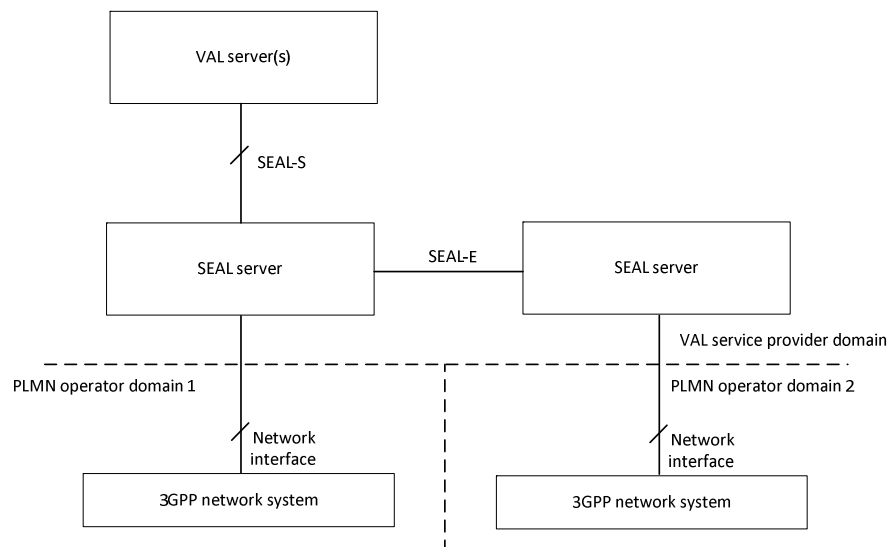 VAL server(s)
SEAL-S
SEAL server
SEAL-E
SEAL server
VAL service provider domain
PLMN operator domain 1
PLMN operator domain 2
Network
interface
Network
interface
3GPP network system
3GPP network system